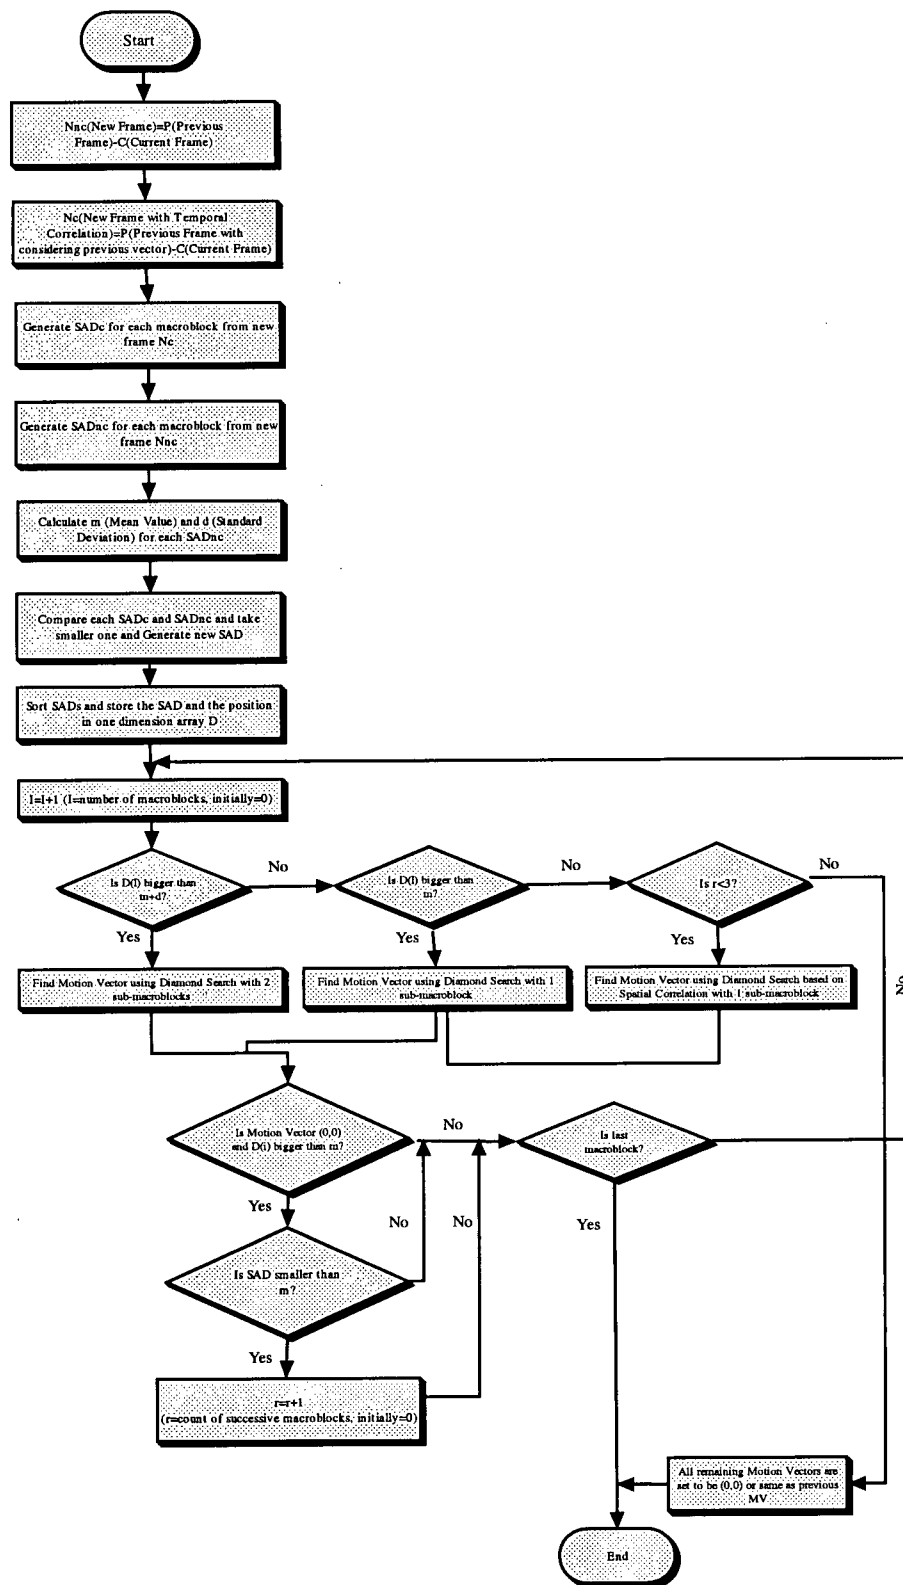 Start
Nnc(New Frame)=P(Previous
Frame)-C(Current Frame)
Nc(New Frame with Temporal
Correlation)=P(Previous Frame with
considering previous vector)-C(Current Frame)
Generate SADc for each macroblock from new
frame Nc
Generate SADnc for each macroblock from new
frame Nnc
Calculate m (Mean Value) and d (Standard
Deviation) for each SADnc
Compare each SADc and SADnc and take
smaller one and Generate new SAD
Sort SADs and store the SAD and the position
in one dimension array D
I=I+1 (I=number of macroblocks, initially=0)
Is D(I) bigger than
m+d?
No
Is D(I) bigger than
m?
No
Is r<3?
No
Yes
Yes
Yes
Find Motion Vector using Diamond Search with 2
sub-macroblocks
Find Motion Vector using Diamond Search with 1
sub-macroblock
Find Motion Vector using Diamond Search based on
Spatial Correlation with 1 sub-macroblock
No
Is Motion Vector (0,0)
and D(i) bigger than m?
No
Is last
macroblock?
Yes
No
No
Yes
Is SAD smaller than
m?
Yes
r=r+1
(r=count of successive macroblocks, initially=0)
All remaining Motion Vectors are
set to be (0,0) or same as previous
MV
End